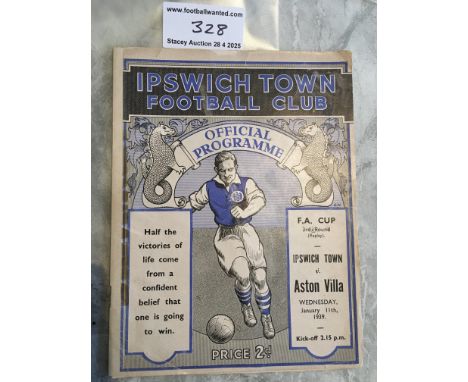 www.footballwanted.com
328
Stacey Auction 28 4 2025
IPSWICH TOWN
FOOTBALL CLUB
OFFICIAL
PROGRAMME
Half the
victories of
life come
from a
confident
belief that
one is going
to win.
F.A. CUP
3rd Round
(Replay).
IPSWICH TOWN
v.
Aston Villa
WEDNESDAY,
January 11th,
1939.
Kick-off 2.15 p.m.
PRICE 2d.